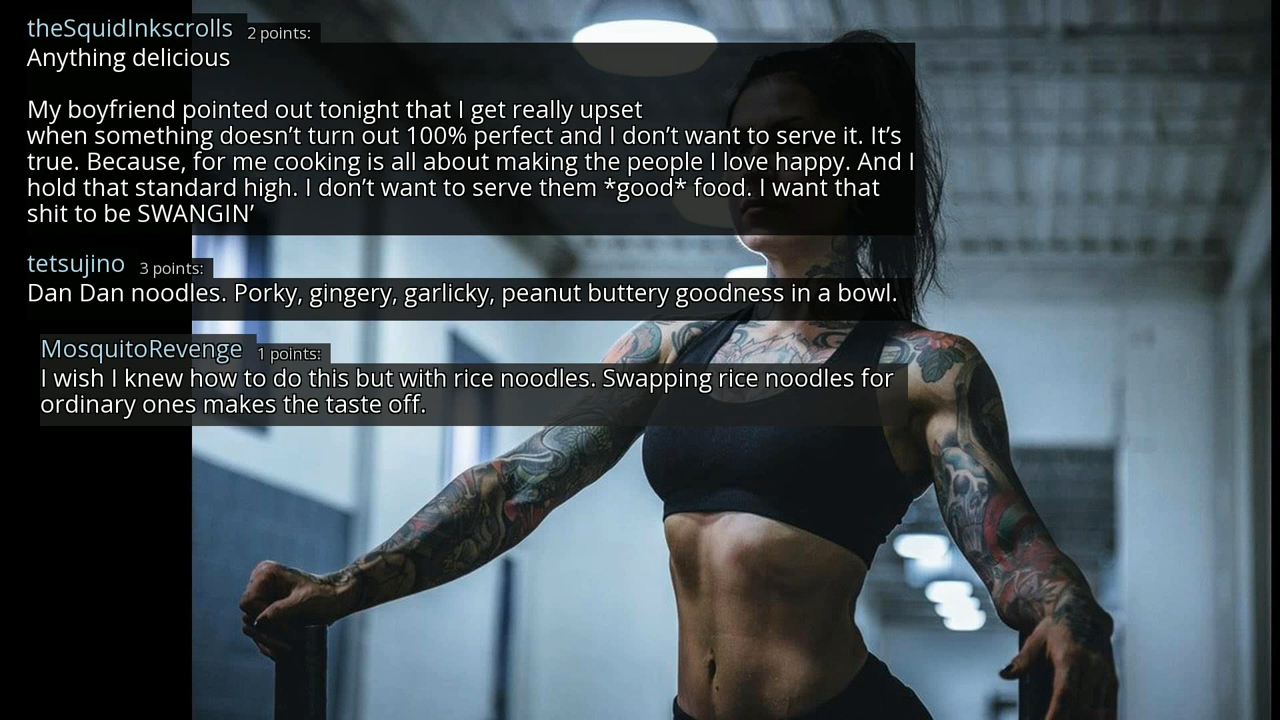 theSquidInkscrolls 2 points:
Anything delicious
My boyfriend pointed out tonight that I get really upset
when something doesn’t turn out 100% perfect and I don’t want to serve it. It’s
true. Because, for me cooking is all about making the people I love happy. And I
hold that standard high. I don’t want to serve them *good* food. I want that
shit to be SWANGIN’
tetsujino 3 points:
Dan Dan noodles. Porky, gingery, garlicky, peanut buttery goodness in a bowl.
MosquitoRevenge 1 points:
I wish I knew how to do this but with rice noodles. Swapping rice noodles for
ordinary ones makes the taste off.